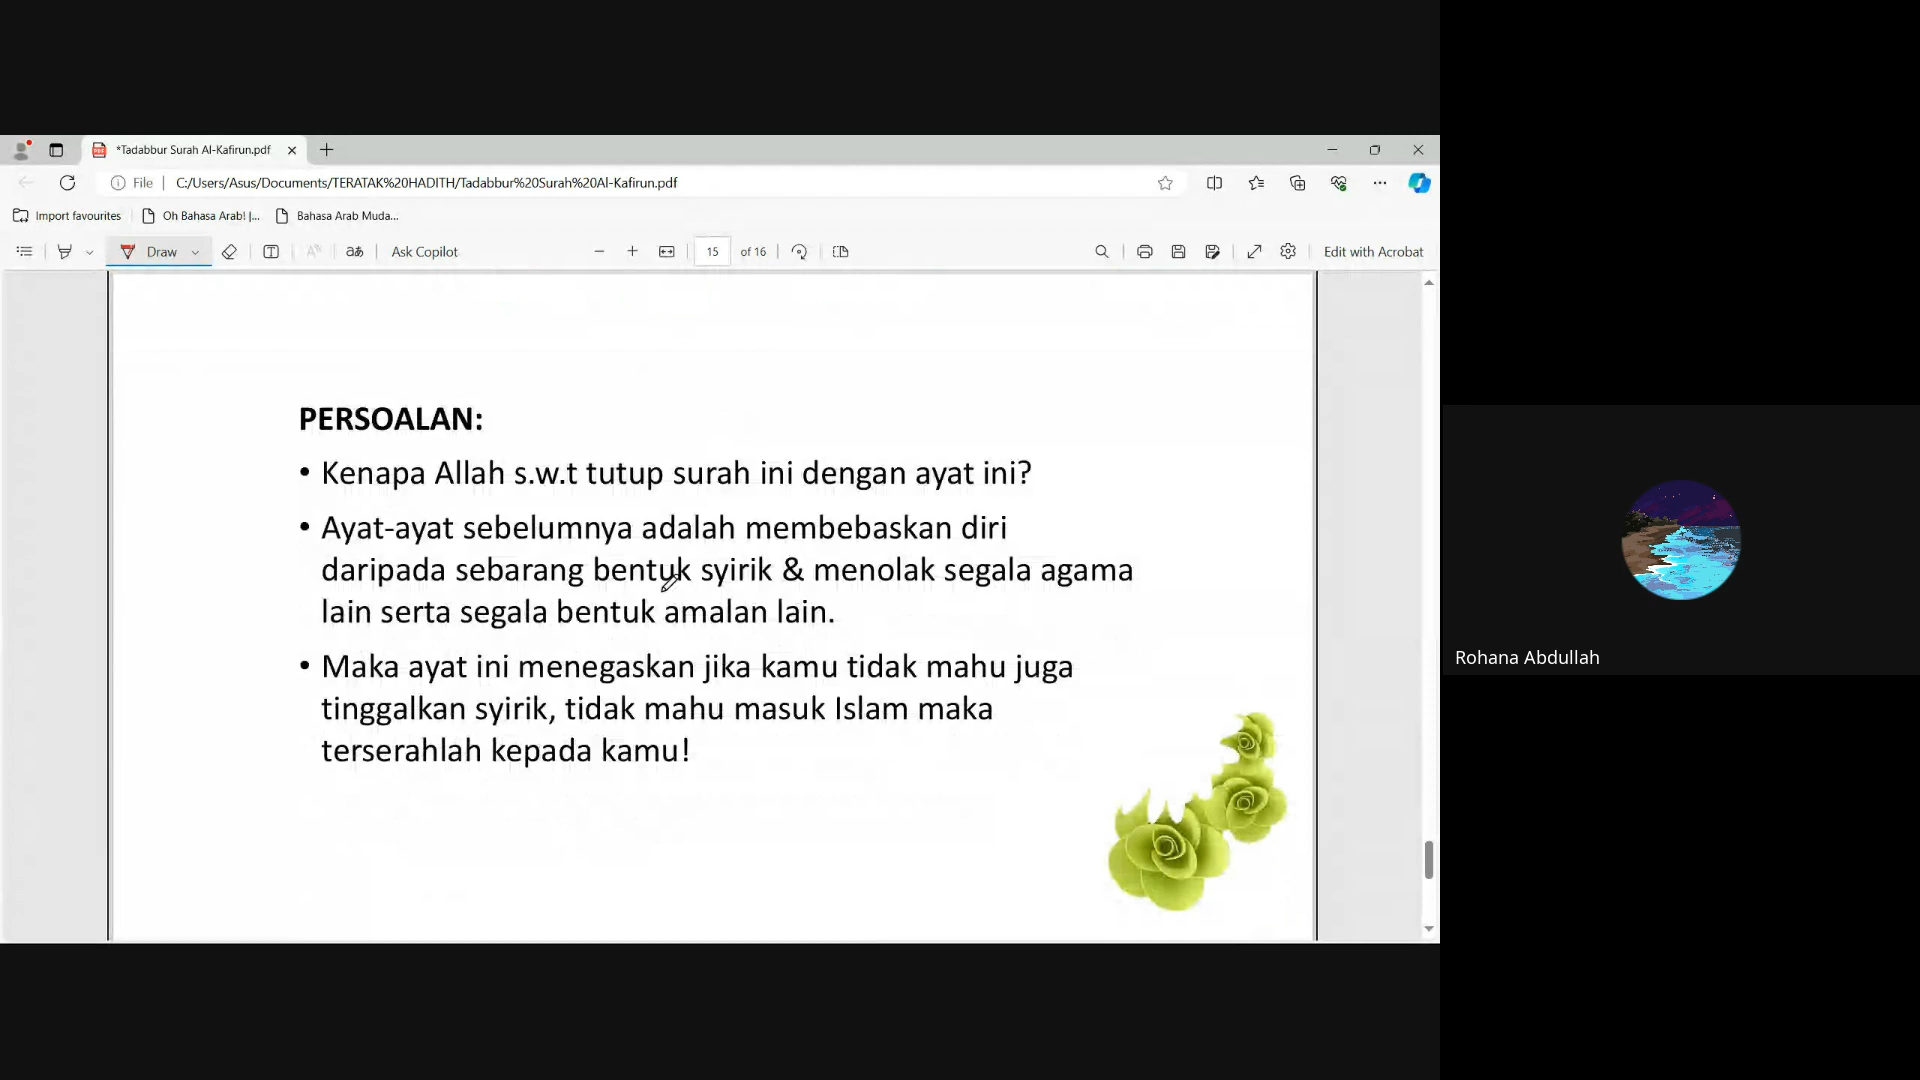 *Tadabbur Surah Al-Kafirun.pdf
File
C:/Users/Asus/Documents/TERATAK%20HADITH/Tadabbur%20Surah%20Al-Kafirun.pdf
Import favourites
Oh Bahasa Arab! |...
Bahasa Arab Muda...
Draw
aあ
Ask Copilot
15
of 16
Edit with Acrobat
PERSOALAN:
• Kenapa Allah s.w.t tutup surah ini dengan ayat ini?
• Ayat-ayat sebelumnya adalah membebaskan diri
daripada sebarang bentuk syirik & menolak segala agama
lain serta segala bentuk amalan lain.
• Maka ayat ini menegaskan jika kamu tidak mahu juga
tinggalkan syirik, tidak mahu masuk Islam maka
terserahlah kepada kamu!
Rohana Abdullah